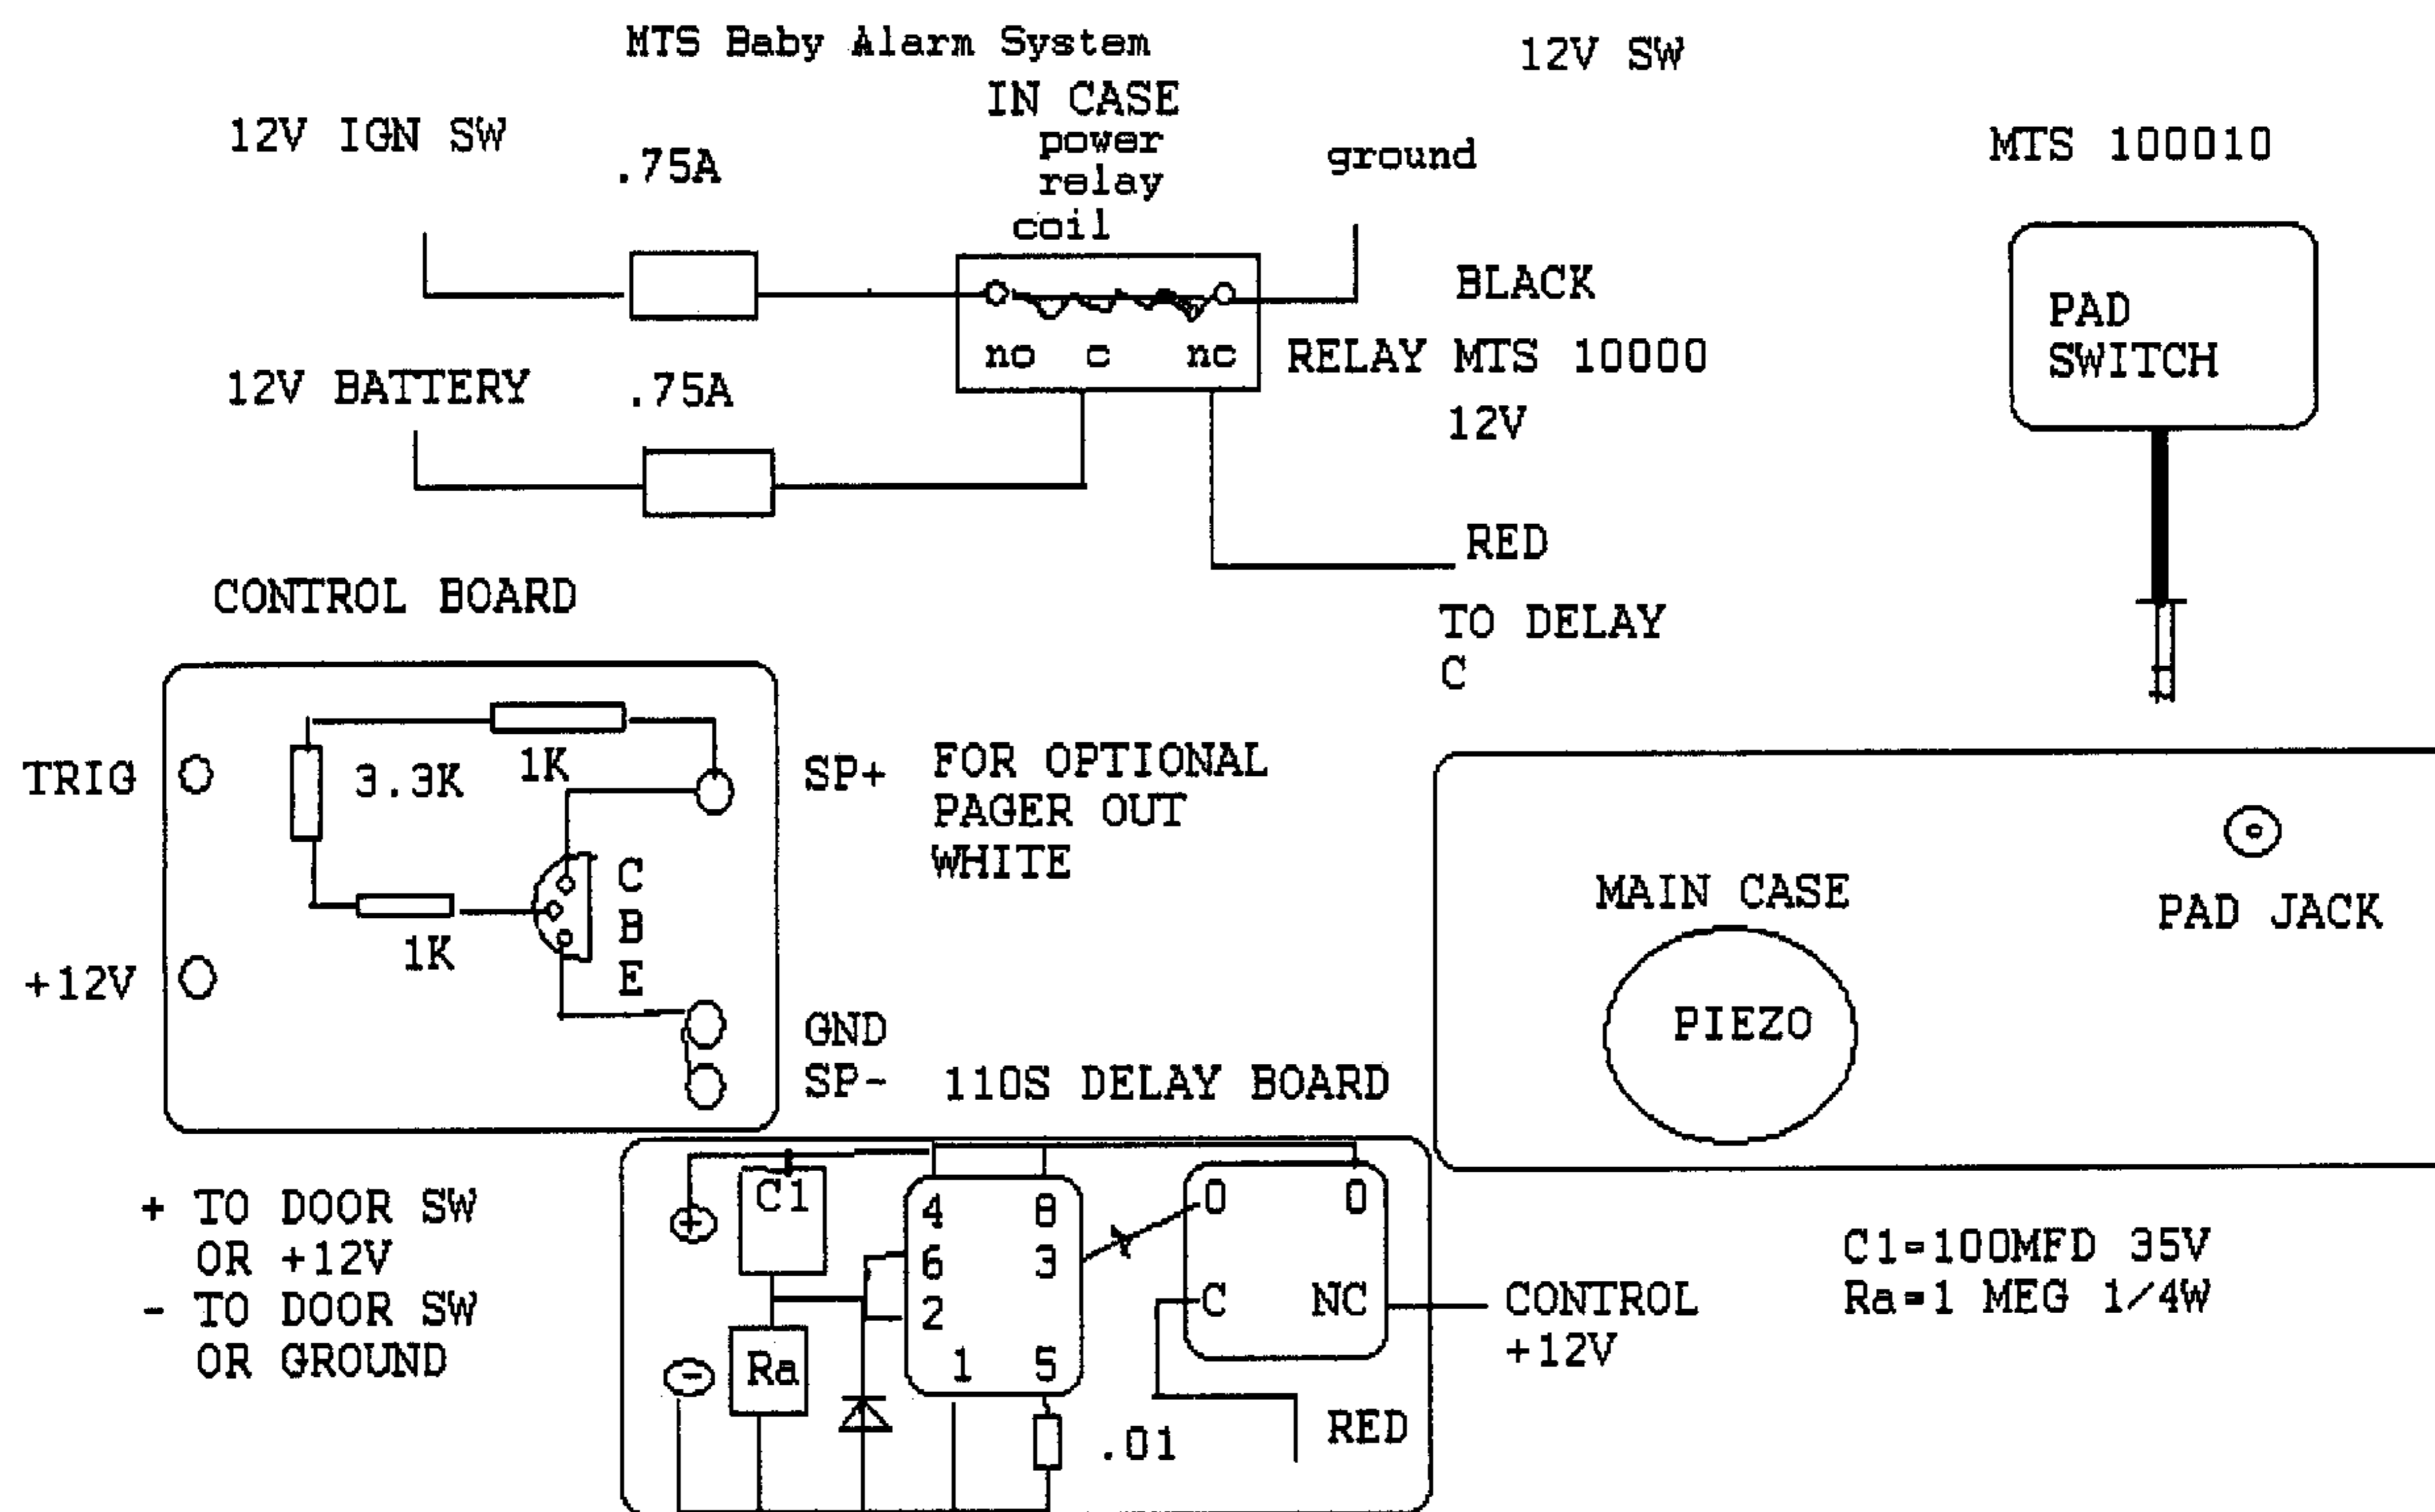 MTS Baby Alarm System
12V SW
IN CASE
power
relay
coil
12V IGN SW
.75A
ground
MTS 100010
BLACK
PAD
SWITCH
no c nc
RELAY MTS 10000
12V
12V BATTERY
.75A
RED
TO DELAY
C
CONTROL BOARD
TRIG
3.3K
1K
SP+
FOR OPTIONAL
PAGER OUT
WHITE
C
B
E
1K
+12V
GND
SP-
MAIN CASE
PAD JACK
PIEZO
110S DELAY BOARD
+ TO DOOR SW
OR +12V
- TO DOOR SW
OR GROUND
+
C1
4 8
6 3
2
1 5
-
Ra
O O
C NC
.01
RED
CONTROL
+12V
C1=100MFD 35V
Ra=1 MEG 1/4W